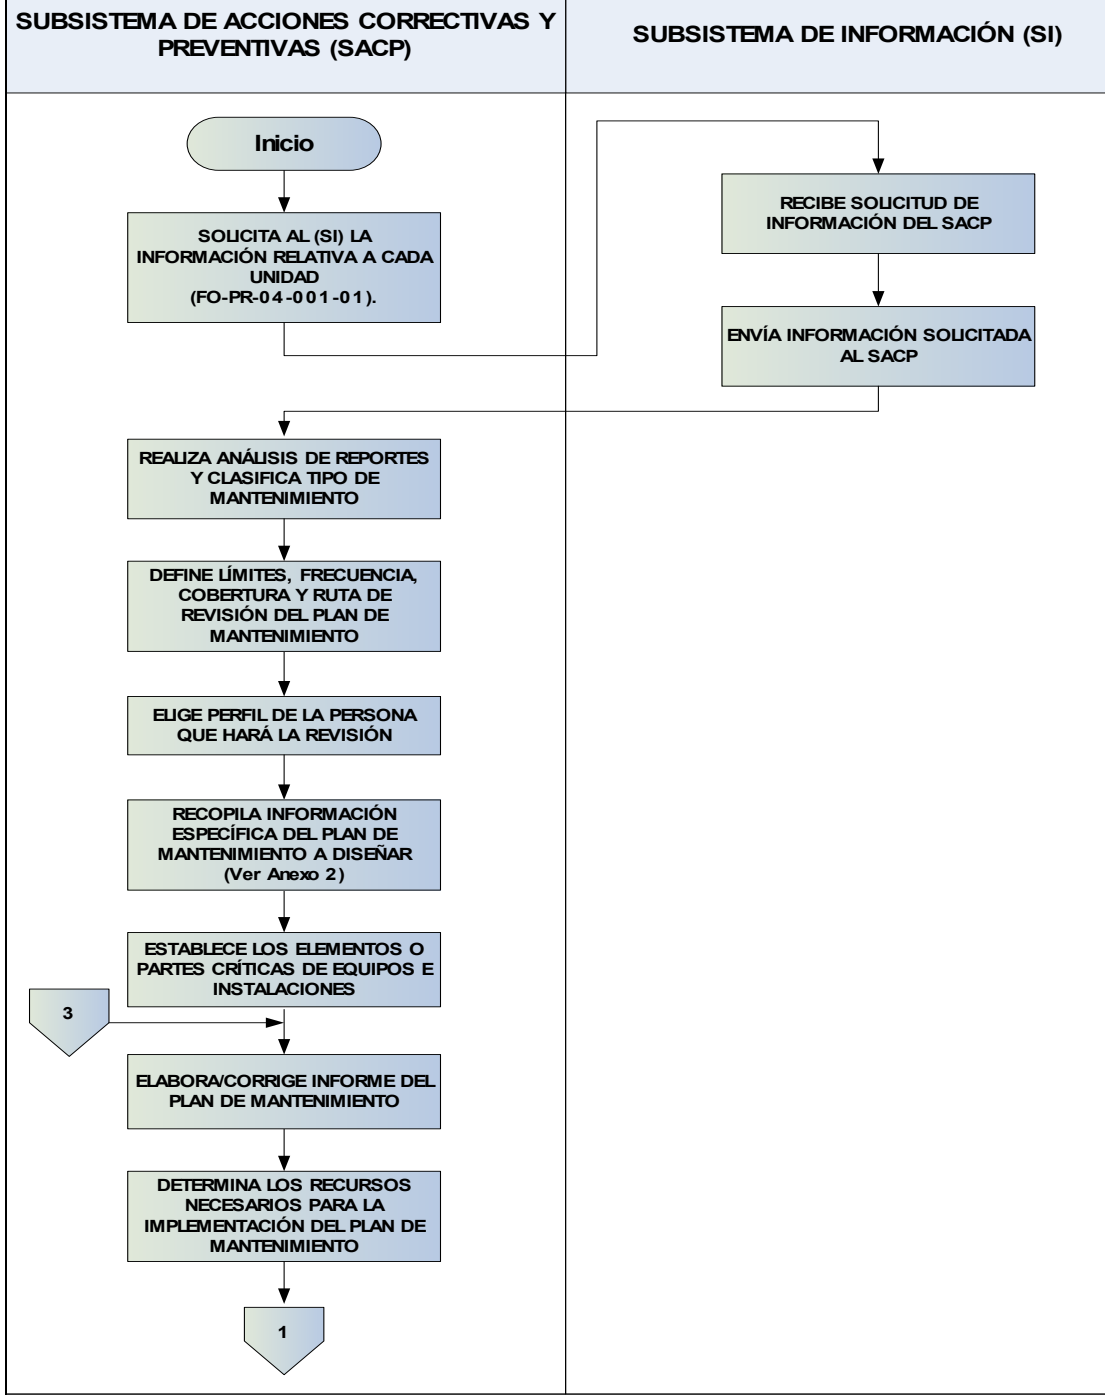 SUBSISTEMA DE ACCIONES CORRECTIVAS Y
PREVENTIVAS (SACP)
SUBSISTEMA DE INFORMACIÓN (SI)
Inicio
SOLICITA AL (SI) LA
INFORMACIÓN RELATIVA A CADA
UNIDAD
(FO-PR-04-001-01).
RECIBE SOLICITUD DE
INFORMACIÓN DEL SACP
ENVÍA INFORMACIÓN SOLICITADA
AL SACP
REALIZA ANÁLISIS DE REPORTES
Y CLASIFICA TIPO DE
MANTENIMIENTO
DEFINE LÍMITES, FRECUENCIA,
COBERTURA Y RUTA DE
REVISIÓN DEL PLAN DE
MANTENIMIENTO
ELIGE PERFIL DE LA PERSONA
QUE HARÁ LA REVISIÓN
RECOPILA INFORMACIÓN
ESPECÍFICA DEL PLAN DE
MANTENIMIENTO A DISEÑAR
(Ver Anexo 2)
ESTABLECE LOS ELEMENTOS O
PARTES CRÍTICAS DE EQUIPOS E
INSTALACIONES
3
ELABORA/CORRIGE INFORME DEL
PLAN DE MANTENIMIENTO
DETERMINA LOS RECURSOS
NECESARIOS PARA LA
IMPLEMENTACIÓN DEL PLAN DE
MANTENIMIENTO
1